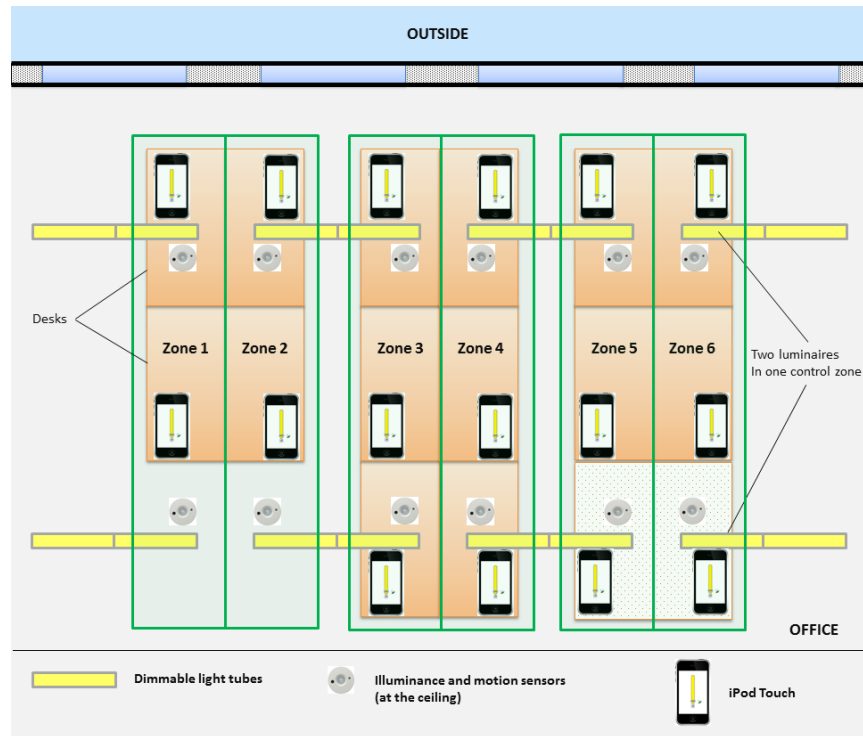 OUTSIDE
Desks
Zone 1
Zone 2
Zone 3
Zone 4
Zone 5
Zone 6
Two luminaires
In one control zone
OFFICE
Dimmable light tubes
Illuminance and motion sensors
(at the ceiling)
iPod Touch